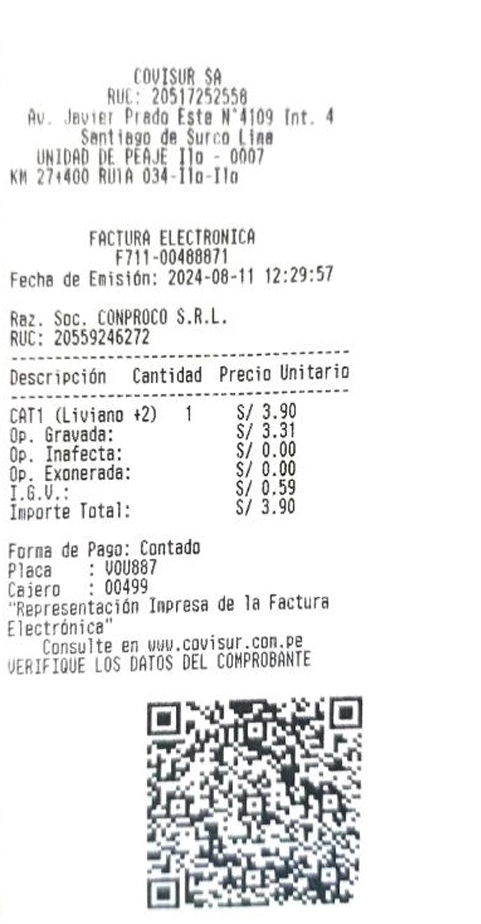 COVISUR SA
RUC: 20517252558
Av. Javier Prado Este N°4109 Int. 4
Santiago de Surco Lima
UNIDAD DE PEAJE Ilo - 0007
KM 27+400 RUTA 034-Ilo-Ilo
FACTURA ELECTRONICA
F711-00488871
Fecha de Emisión: 2024-08-11 12:29:57
Raz. Soc. CONPROCO S.R.L.
RUC: 20559246272
Descripción Cantidad Precio Unitario
CAT1 (Liviano +2) 1 S/ 3.90
Op. Gravada: S/ 3.31
Op. Inafecta: S/ 0.00
Op. Exonerada: S/ 0.00
I.G.V.: S/ 0.59
Importe Total: S/ 3.90
Forma de Pago: Contado
Placa : VOU887
Cajero : 00499
"Representación Impresa de la Factura
Electrónica"
Consulte en www.covisur.com.pe
VERIFIQUE LOS DATOS DEL COMPROBANTE